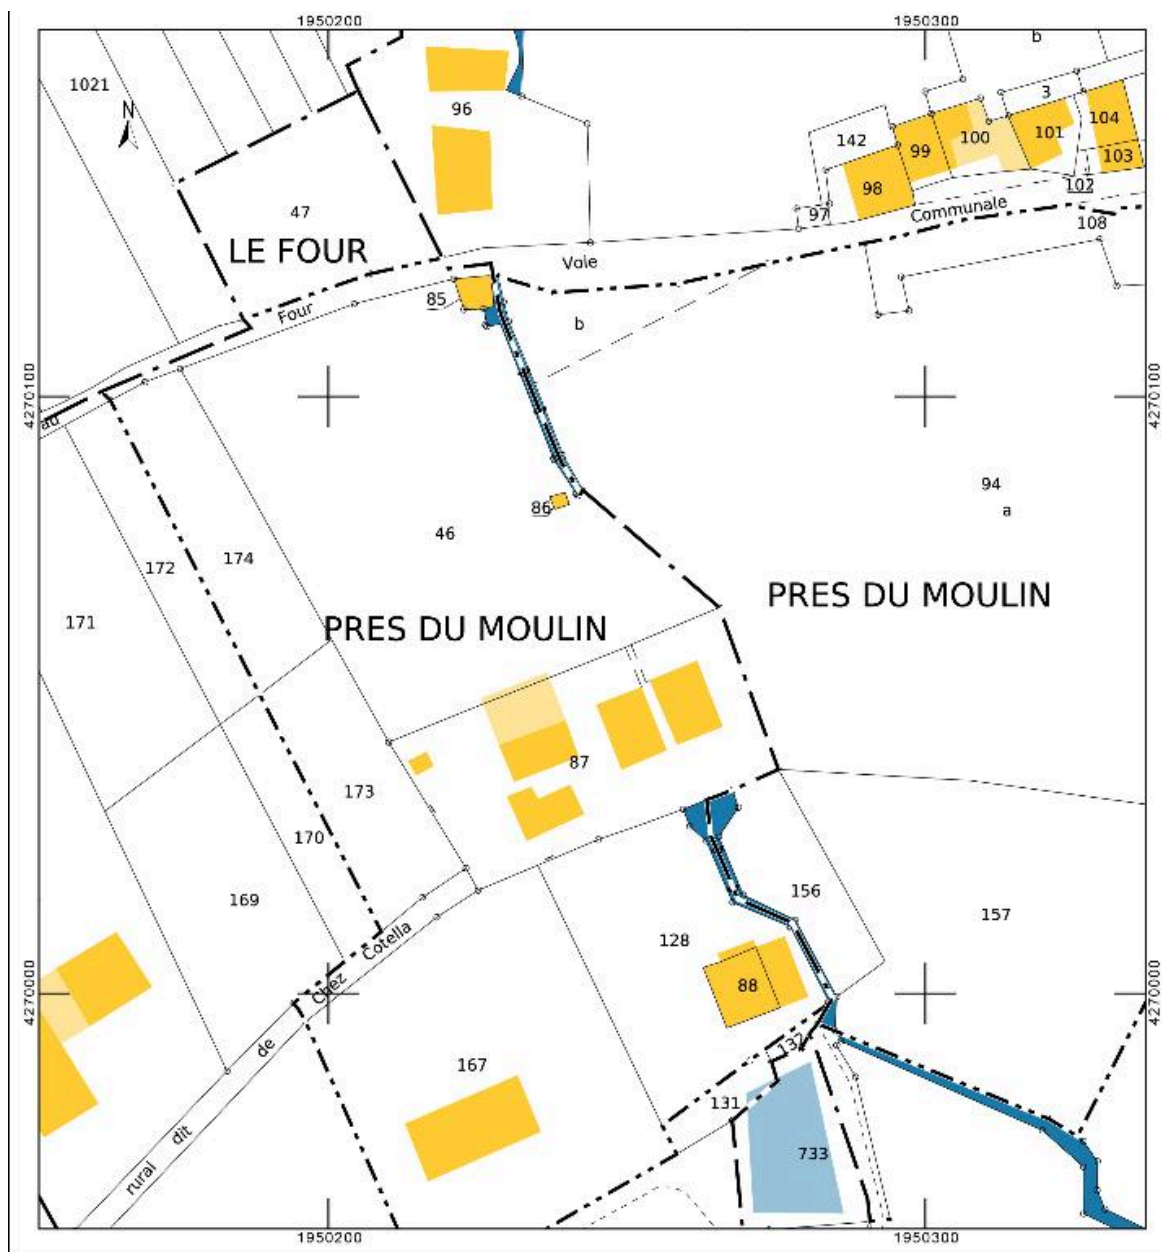 1950200
1950300
b
1021
N
96
3
104
142
99
100
101
103
98
102
97
Communale
108
47
LE FOUR
Voie
85
Four
b
4270100
4270100
au
94
a
86
46
172
174
PRES DU MOULIN
171
PRES DU MOULIN
87
173
170
156
169
157
128
Cotella
88
Chez
4270000
4270000
de
132
167
131
dit
733
rural
1950200
1950300